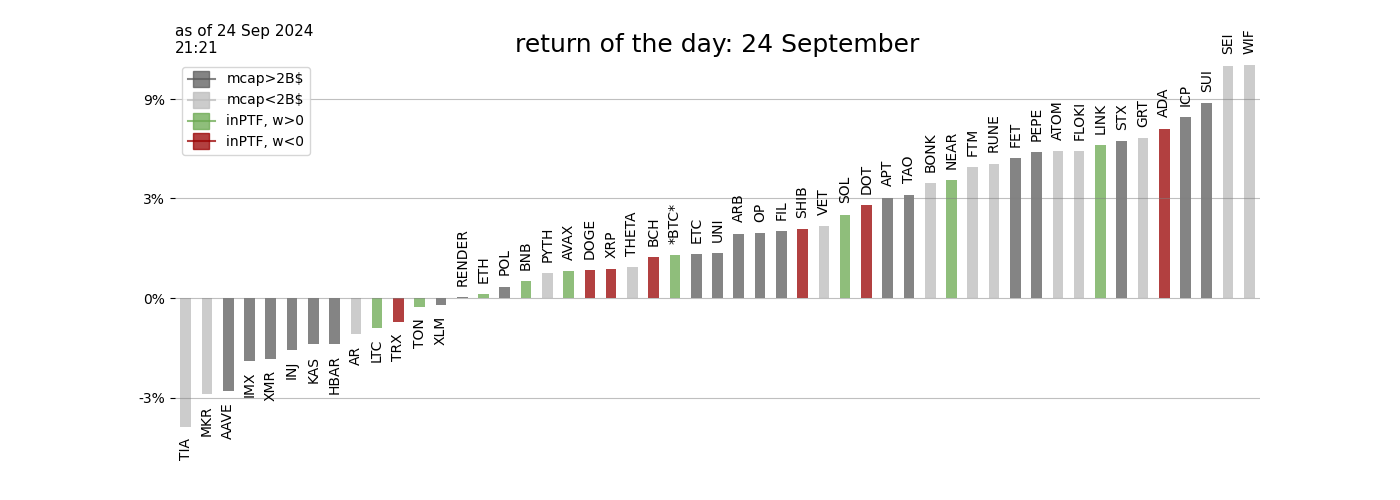 as of 24 Sep 2024
21:21
return of the day: 24 September
mcap>2B$
mcap<2B$
inPTF, w>0
inPTF, w<0
9%
3%
0%
-3%
TIA
MKR
AAVE
IMX
XMR
INJ
KAS
HBAR
AR
LTC
TRX
TON
XLM
RENDER
ETH
POL
BNB
PYTH
AVAX
DOGE
XRP
THETA
BCH
*BTC*
ETC
UNI
ARB
OP
FIL
SHIB
VET
SOL
DOT
APT
TAO
BONK
NEAR
FTM
RUNE
FET
PEPE
ATOM
FLOKI
LINK
STX
GRT
ADA
ICP
SUI
SEI
WIF